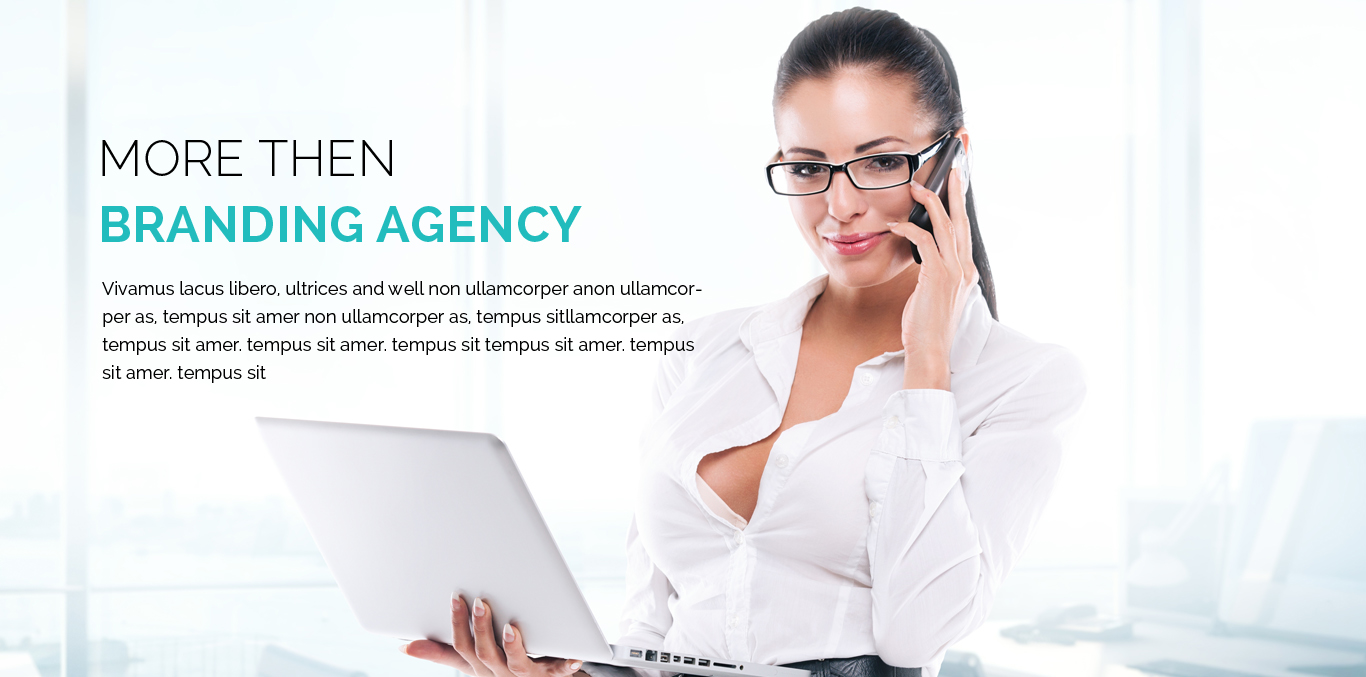 MORE THEN
BRANDING AGENCY
Vivamus lacus libero, ultrices and well non ullamcorper anon ullamcor-
per as, tempus sit amer non ullamcorper as, tempus sitllamcorper as,
tempus sit amer. tempus sit amer. tempus sit tempus sit amer. tempus
sit amer. tempus sit